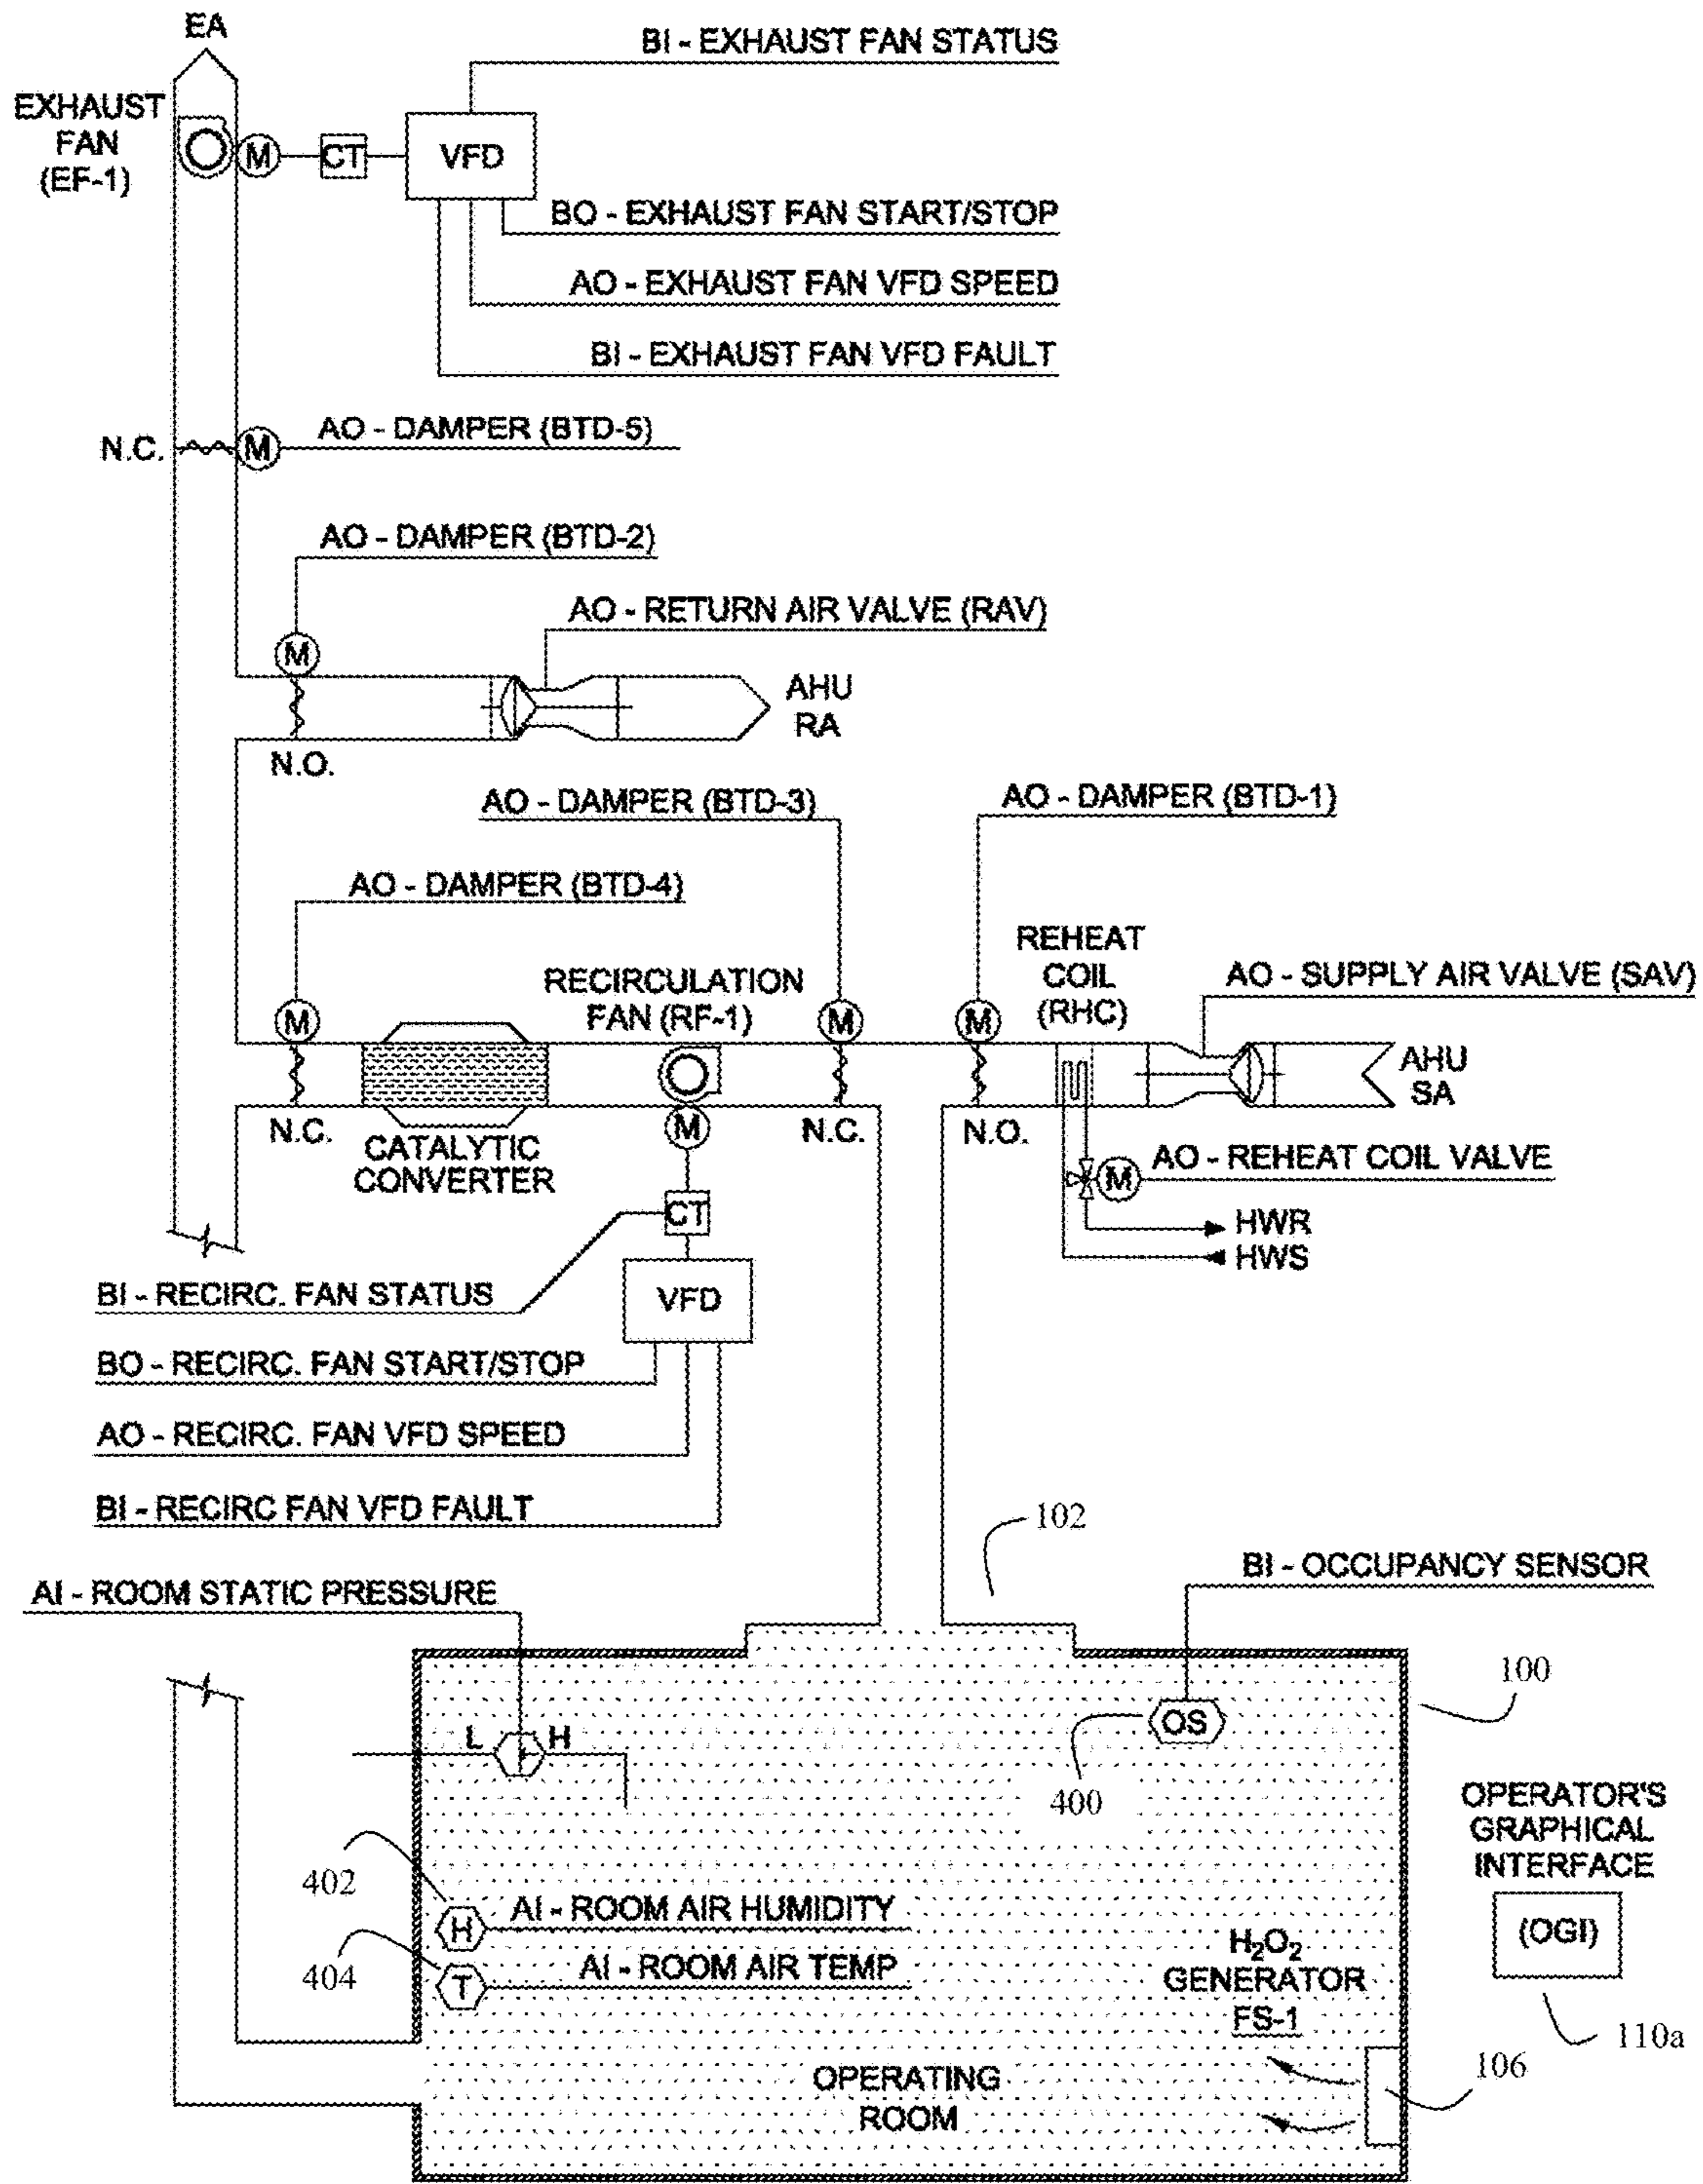 EA
BI - EXHAUST FAN STATUS
EXHAUST
FAN
(EF-1)
M
CT
VFD
BO - EXHAUST FAN START/STOP
AO - EXHAUST FAN VFD SPEED
BI - EXHAUST FAN VFD FAULT
N.C.
M
AO - DAMPER (BTD-5)
AO - DAMPER (BTD-2)
AO - RETURN AIR VALVE (RAV)
M
AHU
RA
N.O.
AO - DAMPER (BTD-3)
AO - DAMPER (BTD-1)
AO - DAMPER (BTD-4)
REHEAT
COIL
(RHC)
RECIRCULATION
FAN (RF-1)
AO - SUPPLY AIR VALVE (SAV)
M
M
M
AHU
SA
N.C.
M
N.C.
N.O.
CATALYTIC
CONVERTER
M
AO - REHEAT COIL VALVE
CT
HWR
HWS
BI - RECIRC. FAN STATUS
VFD
BO - RECIRC. FAN START/STOP
AO - RECIRC. FAN VFD SPEED
BI - RECIRC FAN VFD FAULT
102
BI - OCCUPANCY SENSOR
AI - ROOM STATIC PRESSURE
100
L
H
OS
400
OPERATOR'S
GRAPHICAL
INTERFACE
(OGI)
402
H
AI - ROOM AIR HUMIDITY
404
T
AI - ROOM AIR TEMP
H2O2
GENERATOR
FS-1
110a
106
OPERATING
ROOM